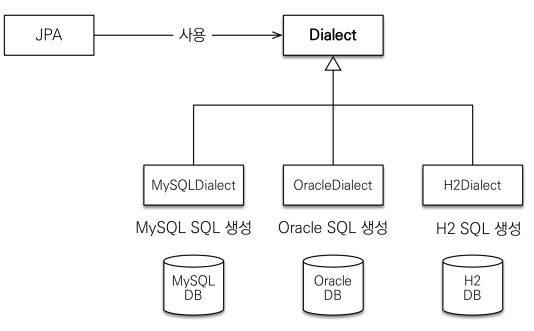 JPA
사용
Dialect
MySQLDialect
OracleDialect
H2Dialect
MySQL SQL 생성
Oracle SQL 생성
H2 SQL 생성
MySQL
DB
Oracle
DB
H2
DB